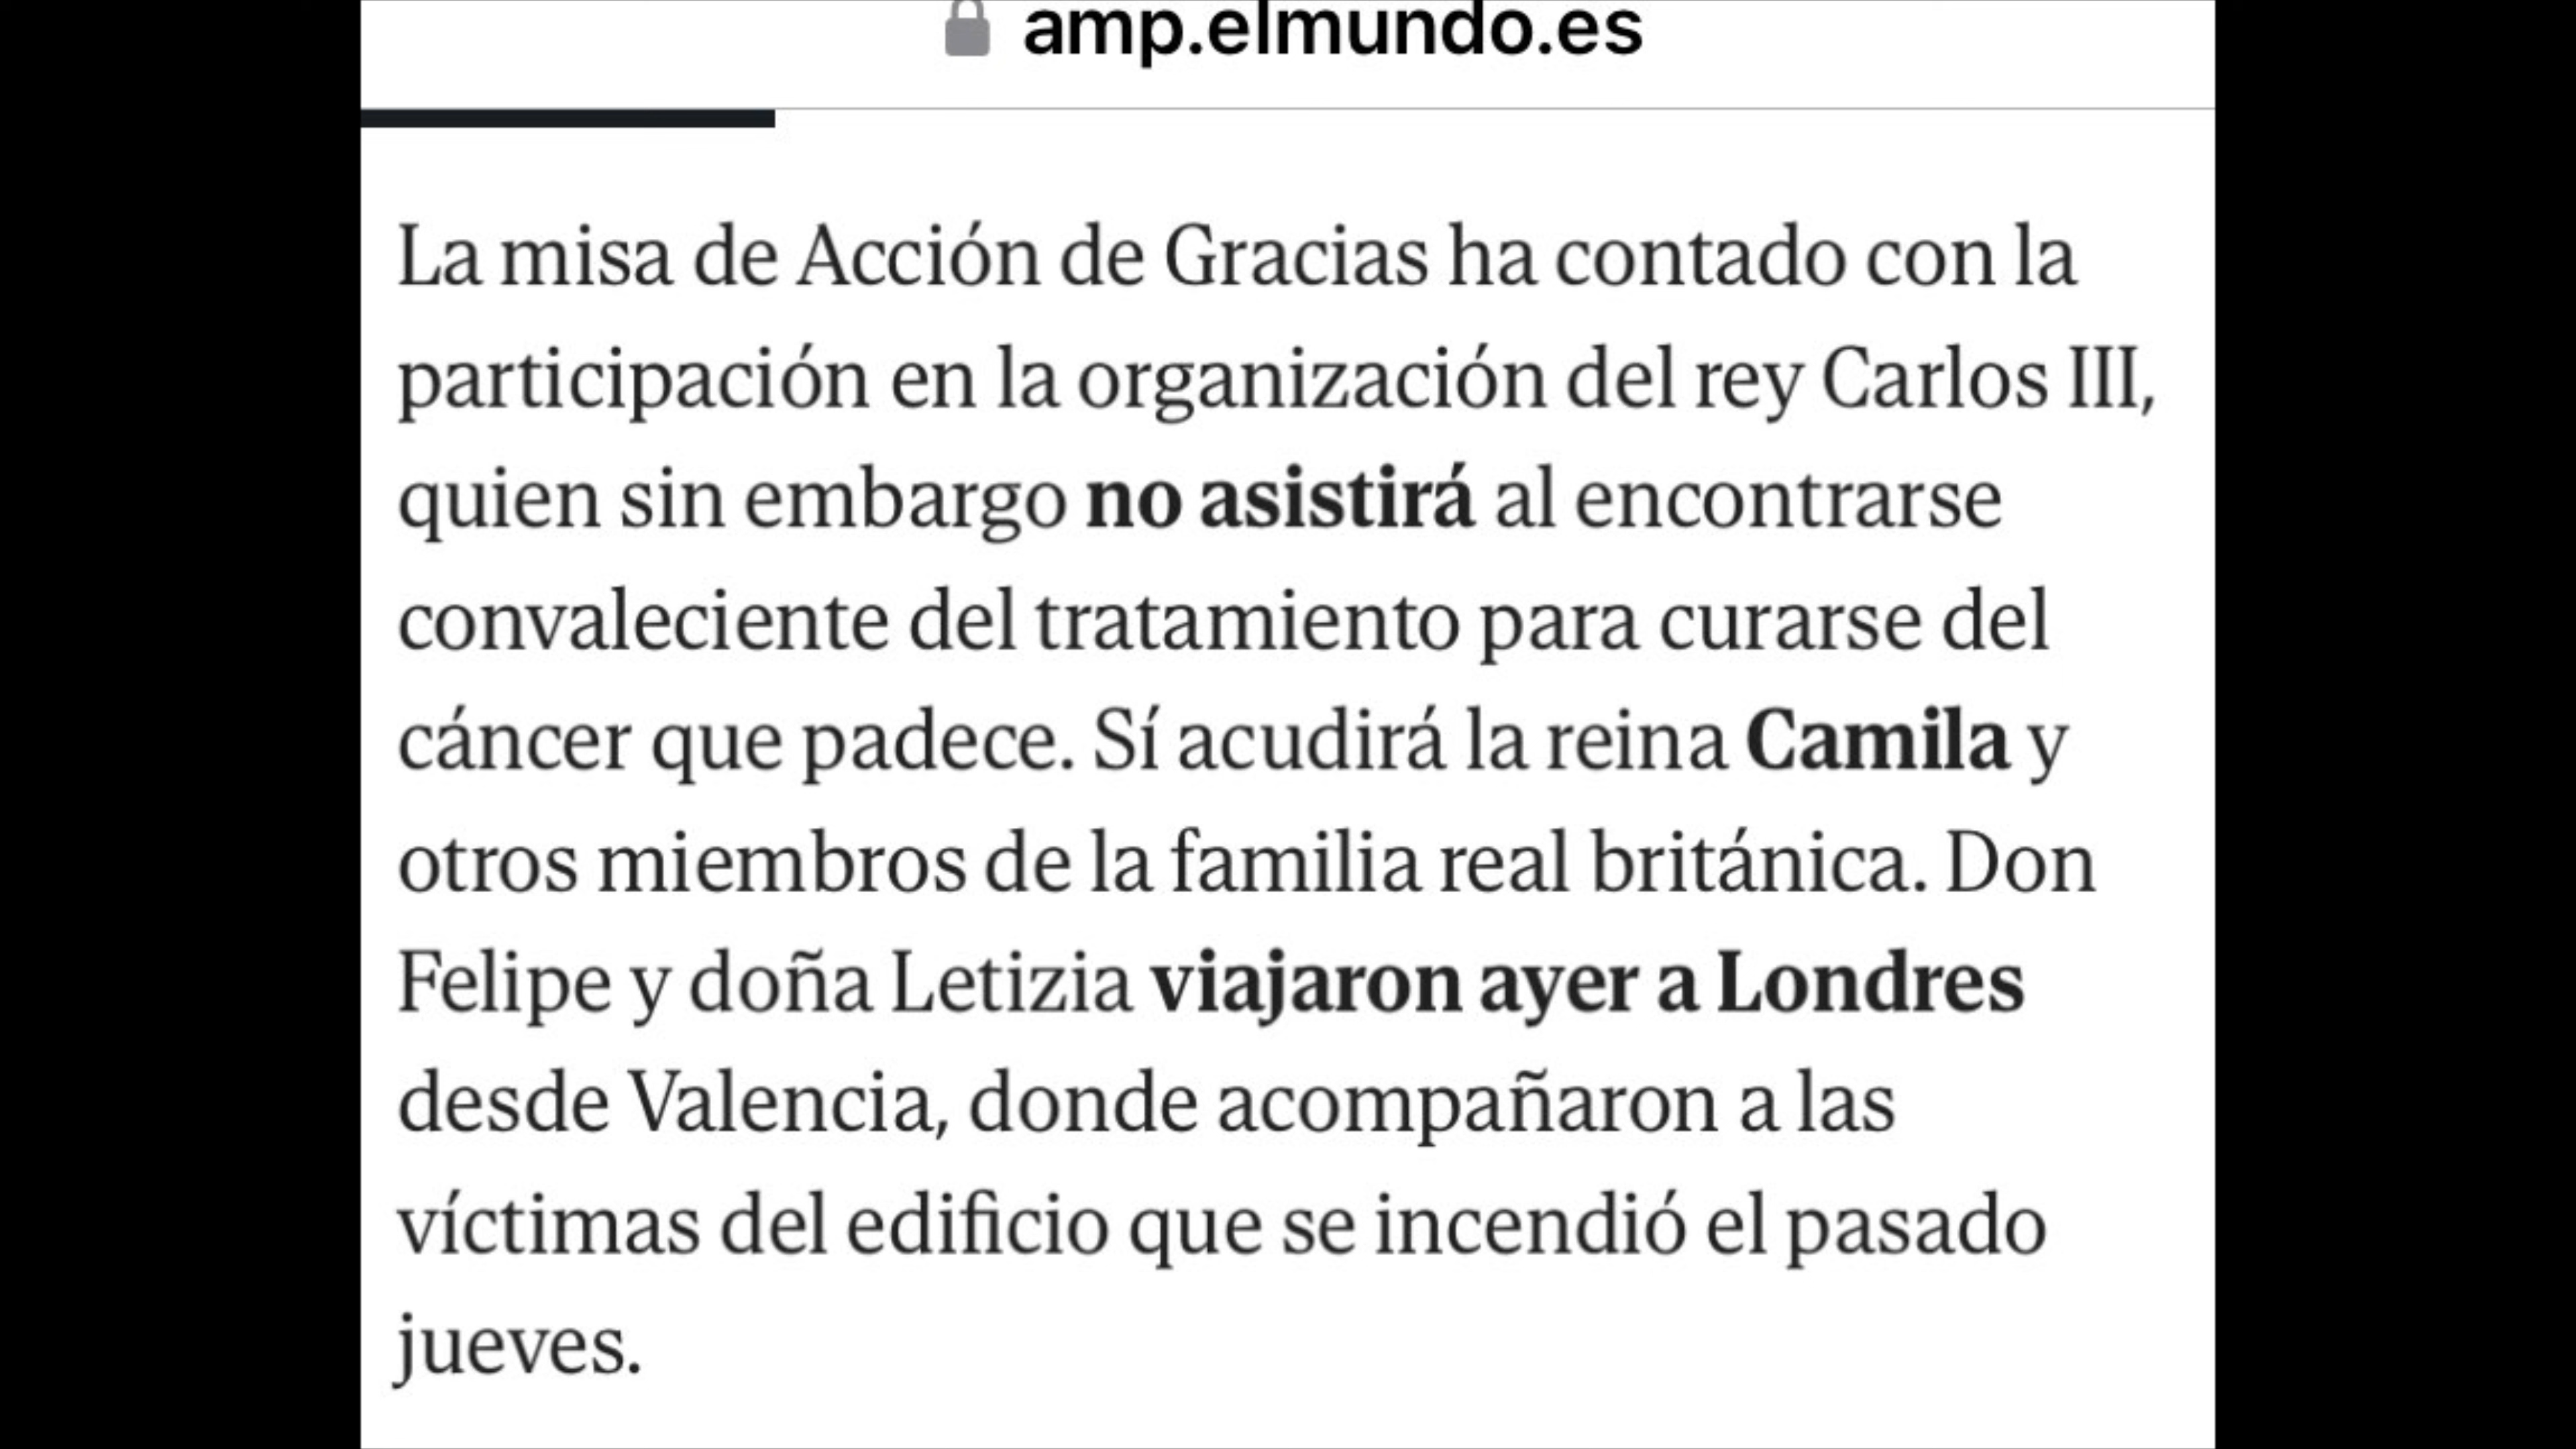 amp.elmundo.es
La misa de Acción de Gracias ha contado con la
participación en la organización del rey Carlos III,
quien sin embargo no asistirá al encontrarse
convaleciente del tratamiento para curarse del
cáncer que padece. Sí acudirá la reina Camila y
otros miembros de la familia real británica. Don
Felipe y doña Letizia viajaron ayer a Londres
desde Valencia, donde acompañaron a las
víctimas del edificio que se incendió el pasado
jueves.